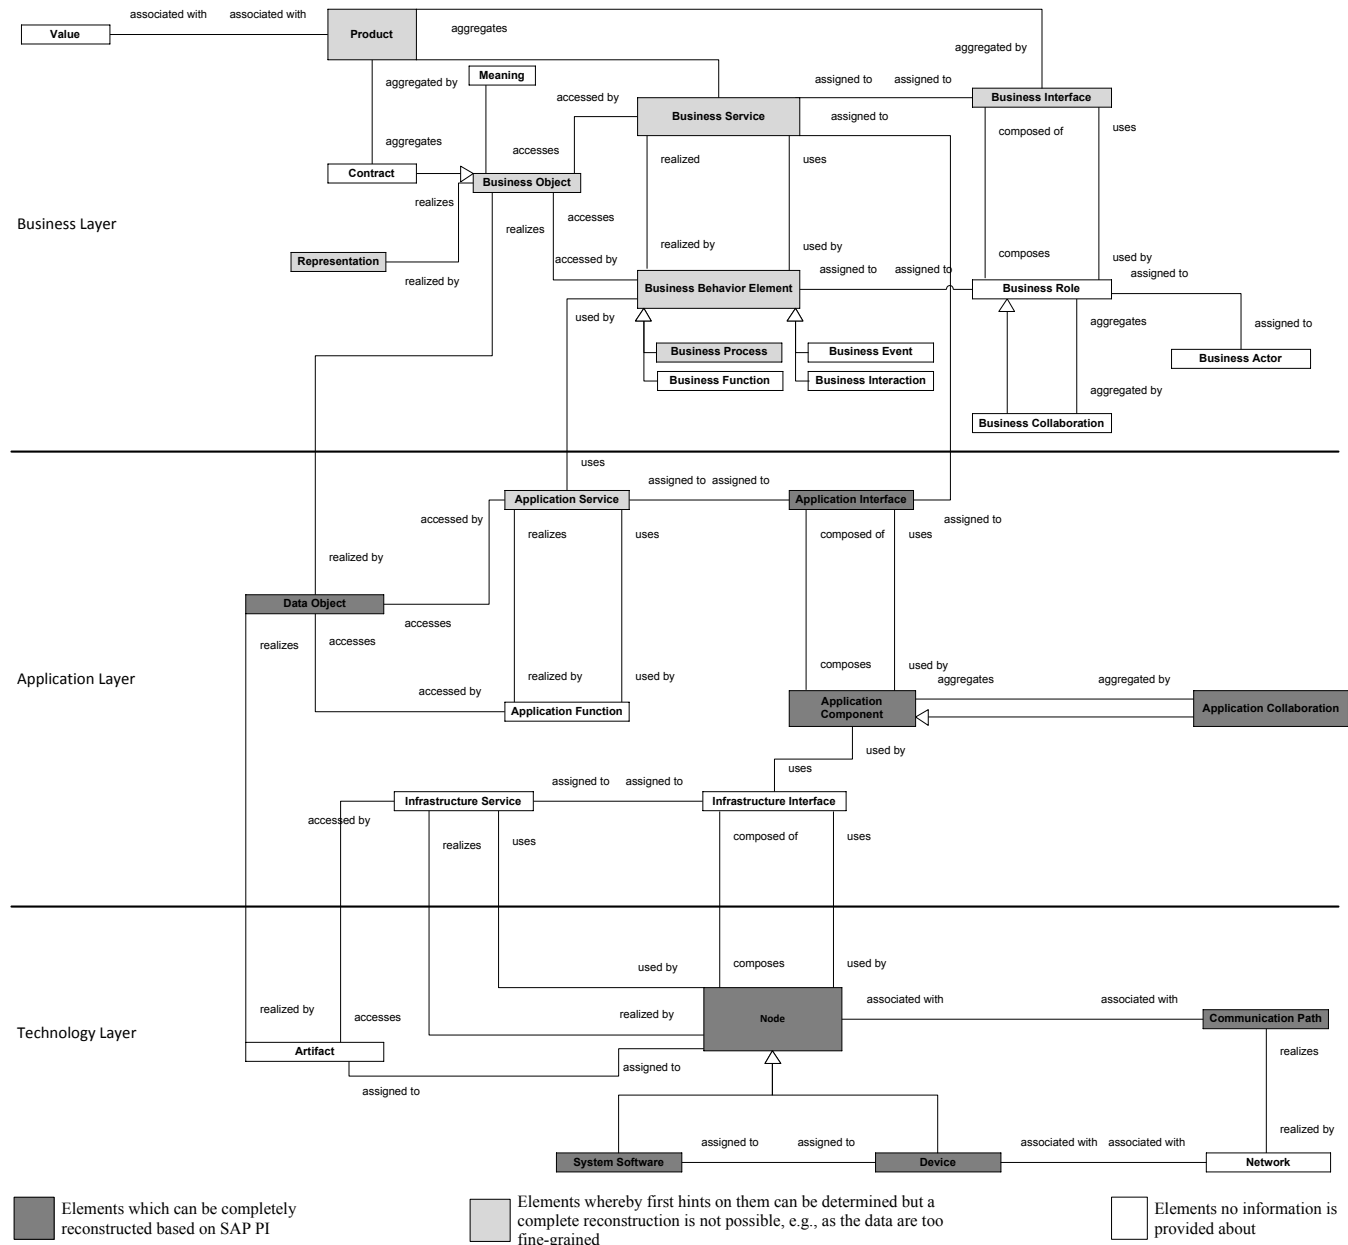 associated with
associated with
Value
Product
aggregates
aggregated by
Meaning
aggregated by
accessed by
assigned to
assigned to
Business Interface
Business Service
assigned to
composed of
uses
aggregates
accesses
realized
uses
Contract
Business Object
realizes
realizes
accesses
Business Layer
realized by
used by
composes
used by
Representation
accessed by
assigned to
assigned to
assigned to
realized by
Business Behavior Element
Business Role
used by
aggregates
assigned to
Business Process
Business Event
Business Actor
Business Function
Business Interaction
aggregated by
Business Collaboration
uses
assigned to
assigned to
Application Service
Application Interface
accessed by
assigned to
realizes
uses
composed of
uses
realized by
Data Object
accesses
realizes
accesses
composes
used by
Application Layer
realized by
used by
aggregates
aggregated by
accessed by
Application
Component
Application Collaboration
Application Function
used by
uses
assigned to
assigned to
Infrastructure Service
Infrastructure Interface
accessed by
realizes
uses
composed of
uses
used by
composes
used by
associated with
associated with
realized by
accesses
realized by
Node
Communication Path
Technology Layer
Artifact
realizes
assigned to
assigned to
realized by
assigned to
assigned to
associated with
associated with
System Software
Device
Network
Elements which can be completely
reconstructed based on SAP PI
Elements whereby first hints on them can be determined but a
complete reconstruction is not possible, e.g., as the data are too
fine-grained
Elements no information is
provided about